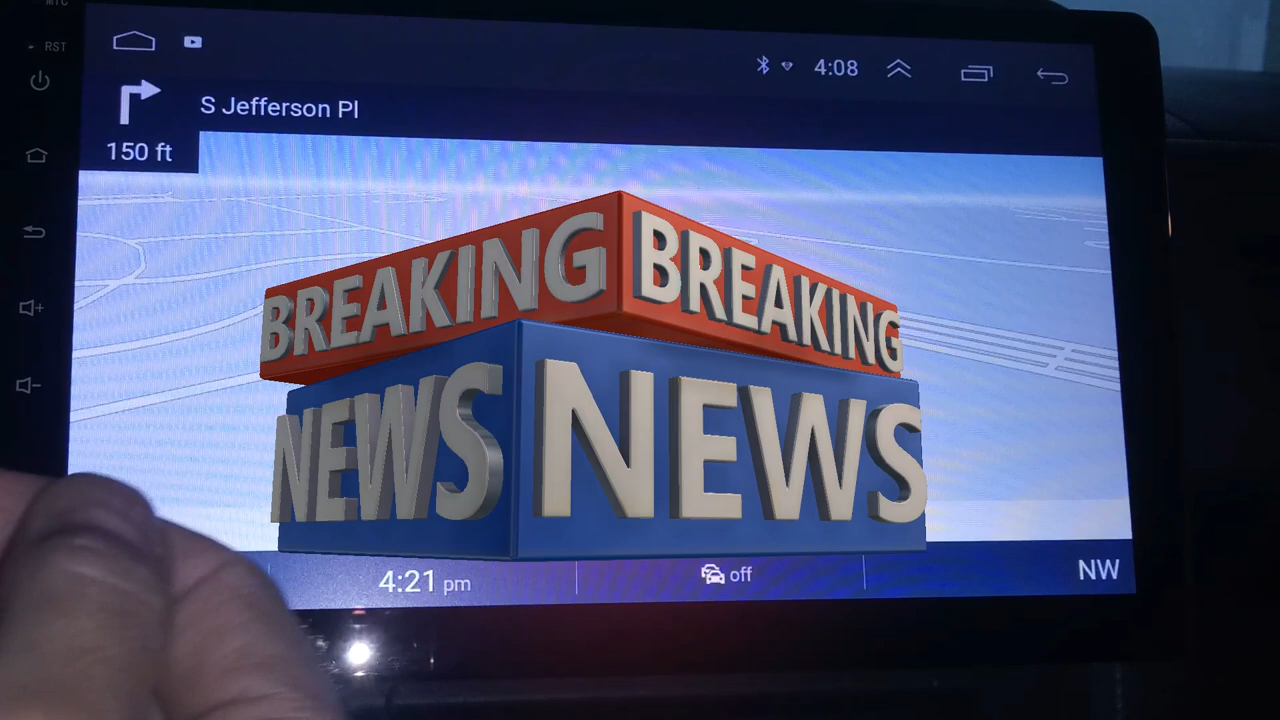 RST
4:08
S Jefferson Pl
150 ft
BREAKING BREAKING
NEWS NEWS
4:21 pm
off
NW